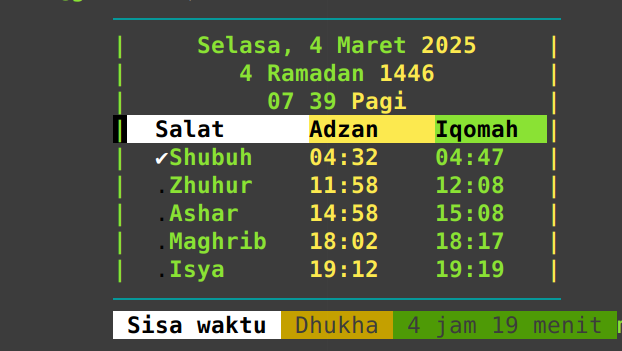 Selasa, 4 Maret 2025
4 Ramadan 1446
07 39 Pagi
Salat Adzan Iqomah
✔Shubuh 04:32 04:47
.Zhuhur 11:58 12:08
.Ashar 14:58 15:08
.Maghrib 18:02 18:17
.Isya 19:12 19:19
Sisa waktu Dhukha 4 jam 19 menit